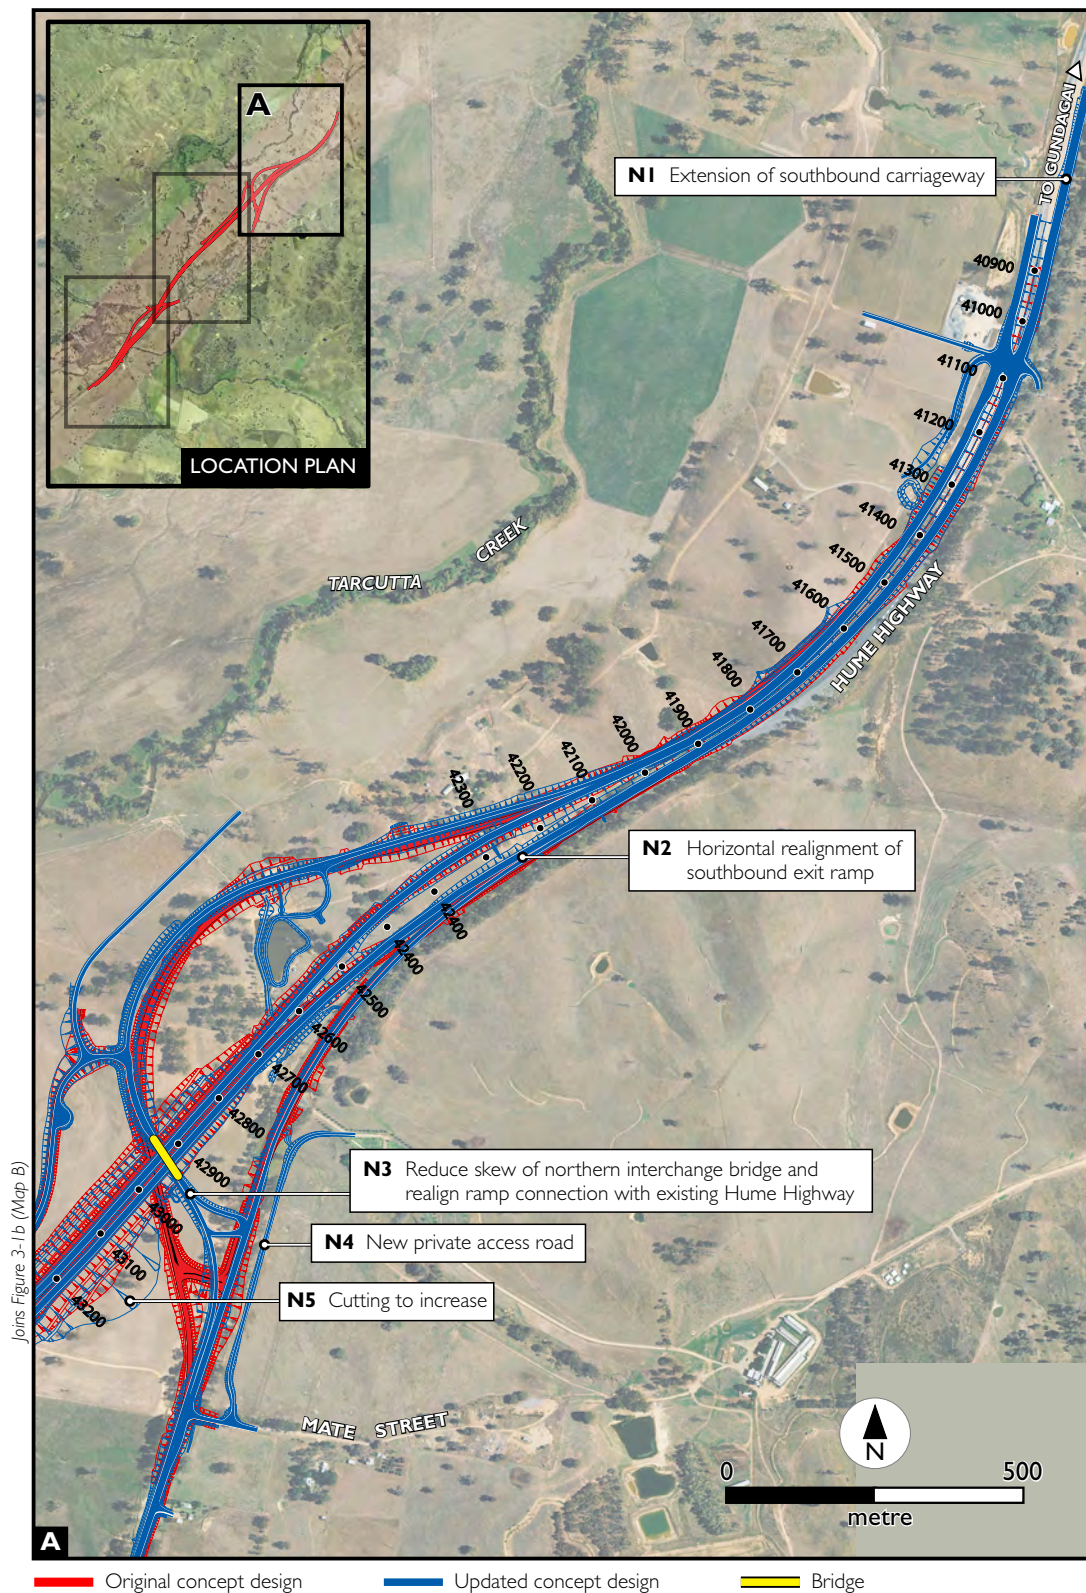 A
LOCATION PLAN
TO GUNDAGAI
N1 Extension of southbound carriageway
40900
41000
41100
41200
41300
41400
41500
41600
41700
41800
41900
42000
42100
42200
42300
TARCUTTA CREEK
HUME HIGHWAY
N2 Horizontal realignment of
southbound exit ramp
42400
42400
42500
42600
42700
42800
42900
43000
43100
43200
N3 Reduce skew of northern interchange bridge and
realign ramp connection with existing Hume Highway
N4 New private access road
N5 Cutting to increase
Joins Figure 3-1b (Map B)
MATE STREET
N
0 500
metre
A
Original concept design
Updated concept design
Bridge